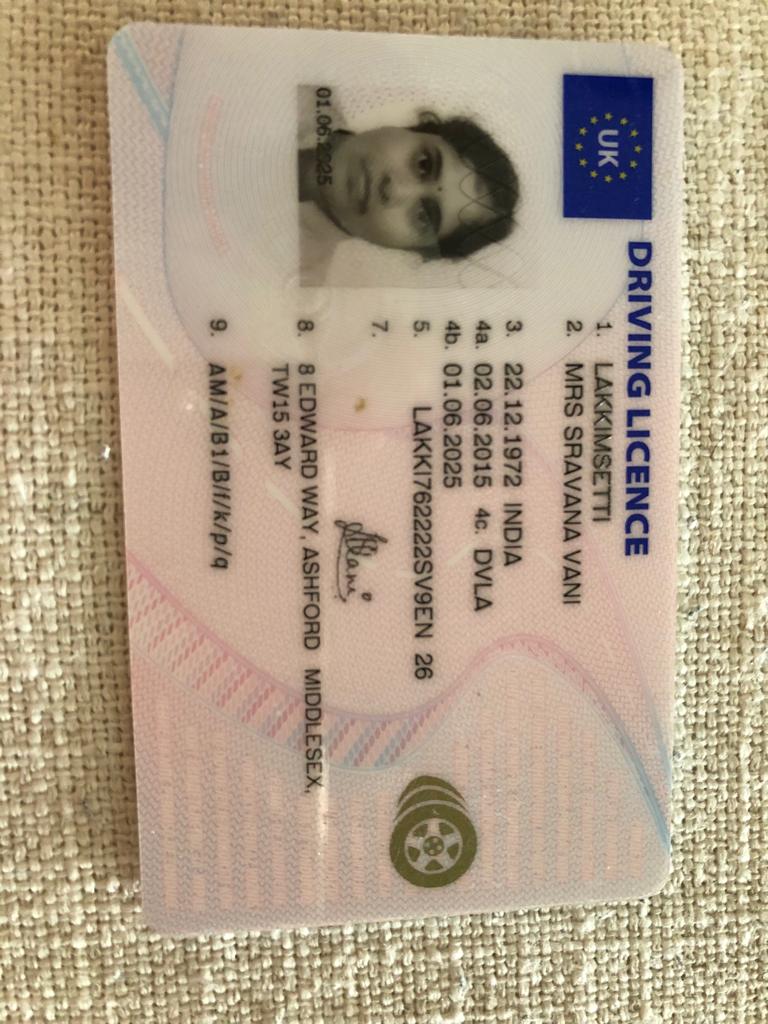 UK
DRIVING LICENCE
1. LAKKIMSETTI
2. MRS SRAVANA VANI
3. 22.12.1972 INDIA
4a. 02.06.2015 4c. DVLA
4b. 01.06.2025
5. LAKKI762222SV9EN 26
7.
8. 8 EDWARD WAY, ASHFORD MIDDLESEX,
TW15 3AY
9. AM/A/B1/B/f/k/p/q
01.06.2025